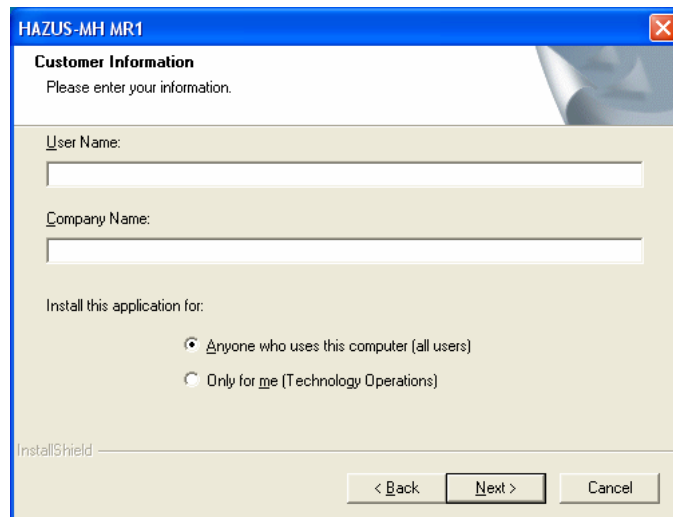 HAZUS-MH MR1
Customer Information
Please enter your information.
User Name:
Company Name:
Install this application for:
Anyone who uses this computer (all users)
Only for me (Technology Operations)
InstallShield
< Back Next > Cancel